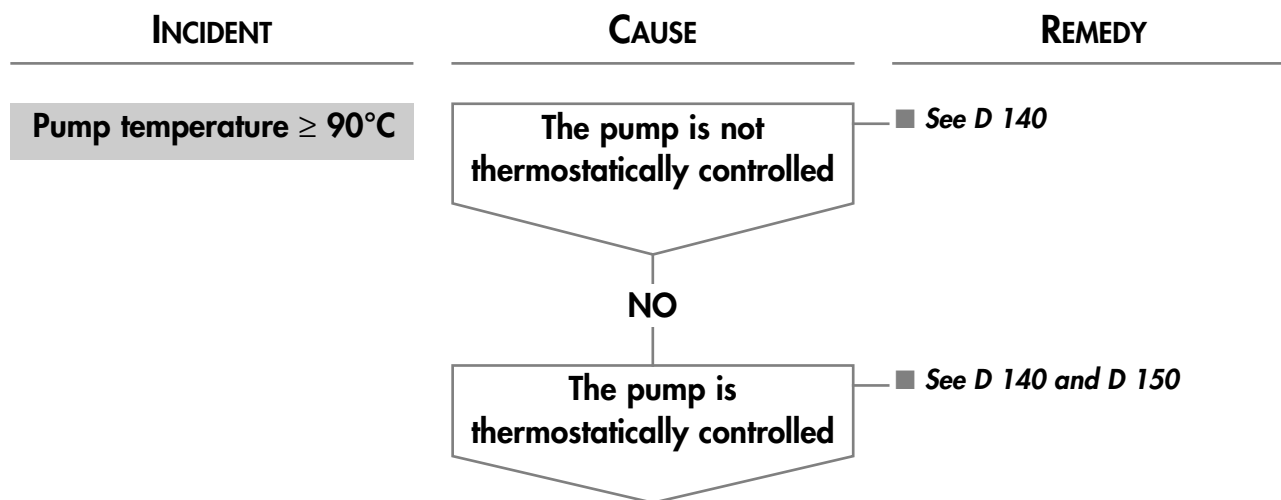 INCIDENT
CAUSE
REMEDY
Pump temperature ≥ 90°C
The pump is not
thermostatically controlled
See D 140
NO
The pump is
thermostatically controlled
See D 140 and D 150